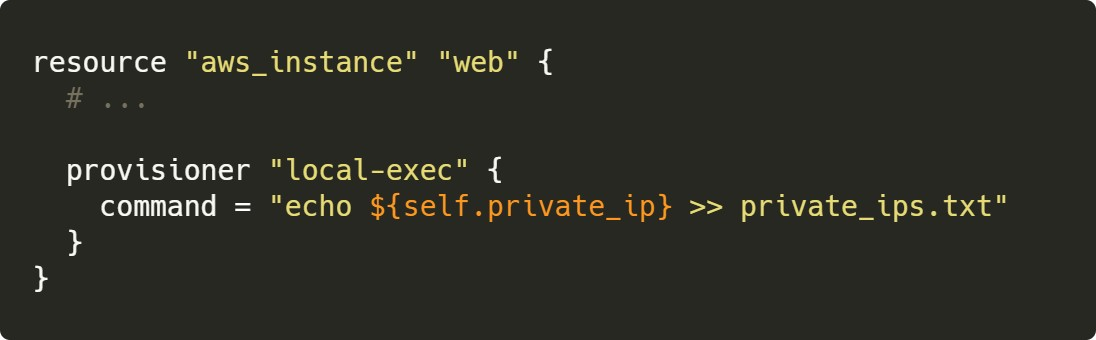 resource "aws_instance" "web" {
  # ...

  provisioner "local-exec" {
    command = "echo ${self.private_ip} >> private_ips.txt"
  }
}